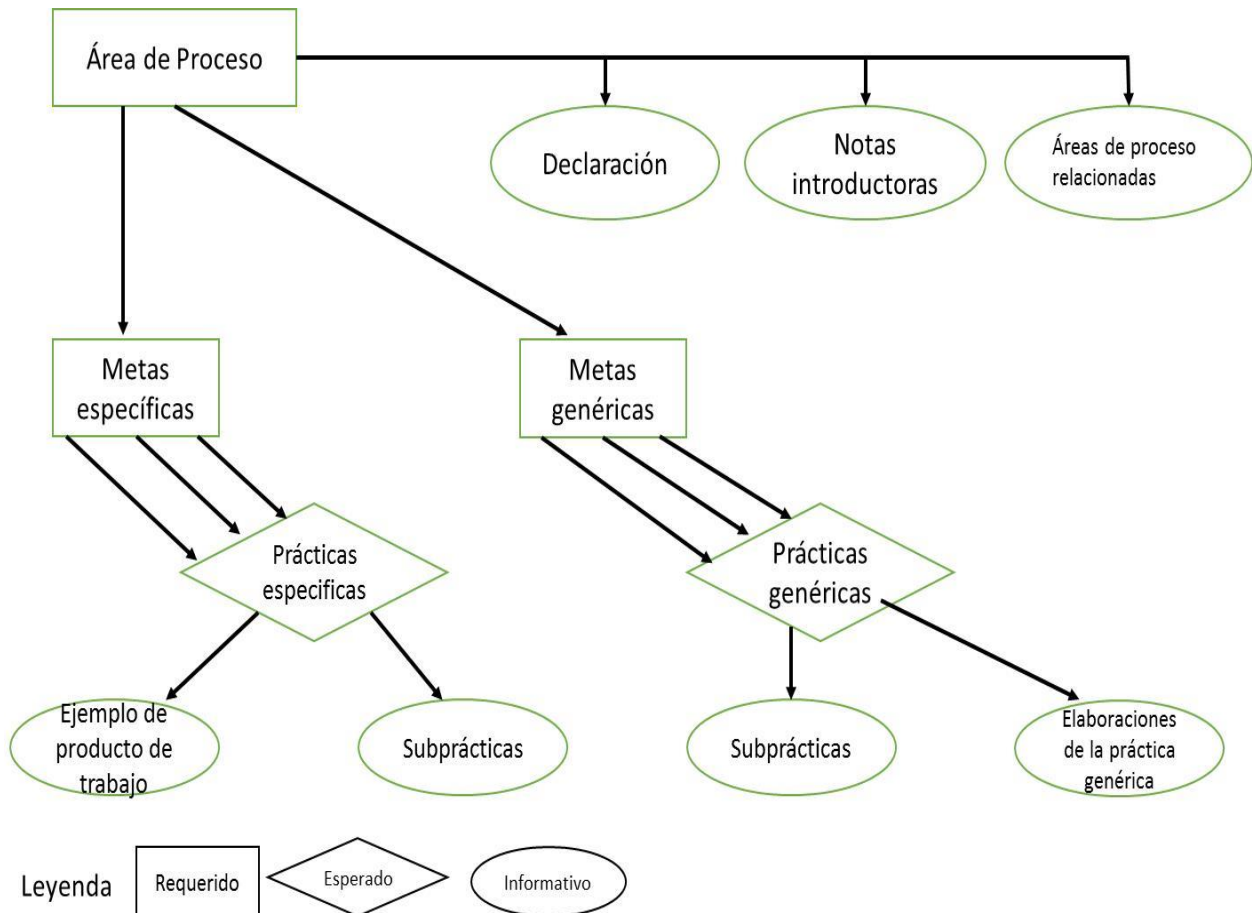 Área de Proceso
Declaración
Notas
introductoras
Áreas de proceso
relacionadas
Metas
específicas
Metas
genéricas
Prácticas
especificas
Prácticas
genéricas
Ejemplo de
producto de
trabajo
Subprácticas
Subprácticas
Elaboraciones
de la práctica
genérica
Leyenda
Requerido
Esperado
Informativo